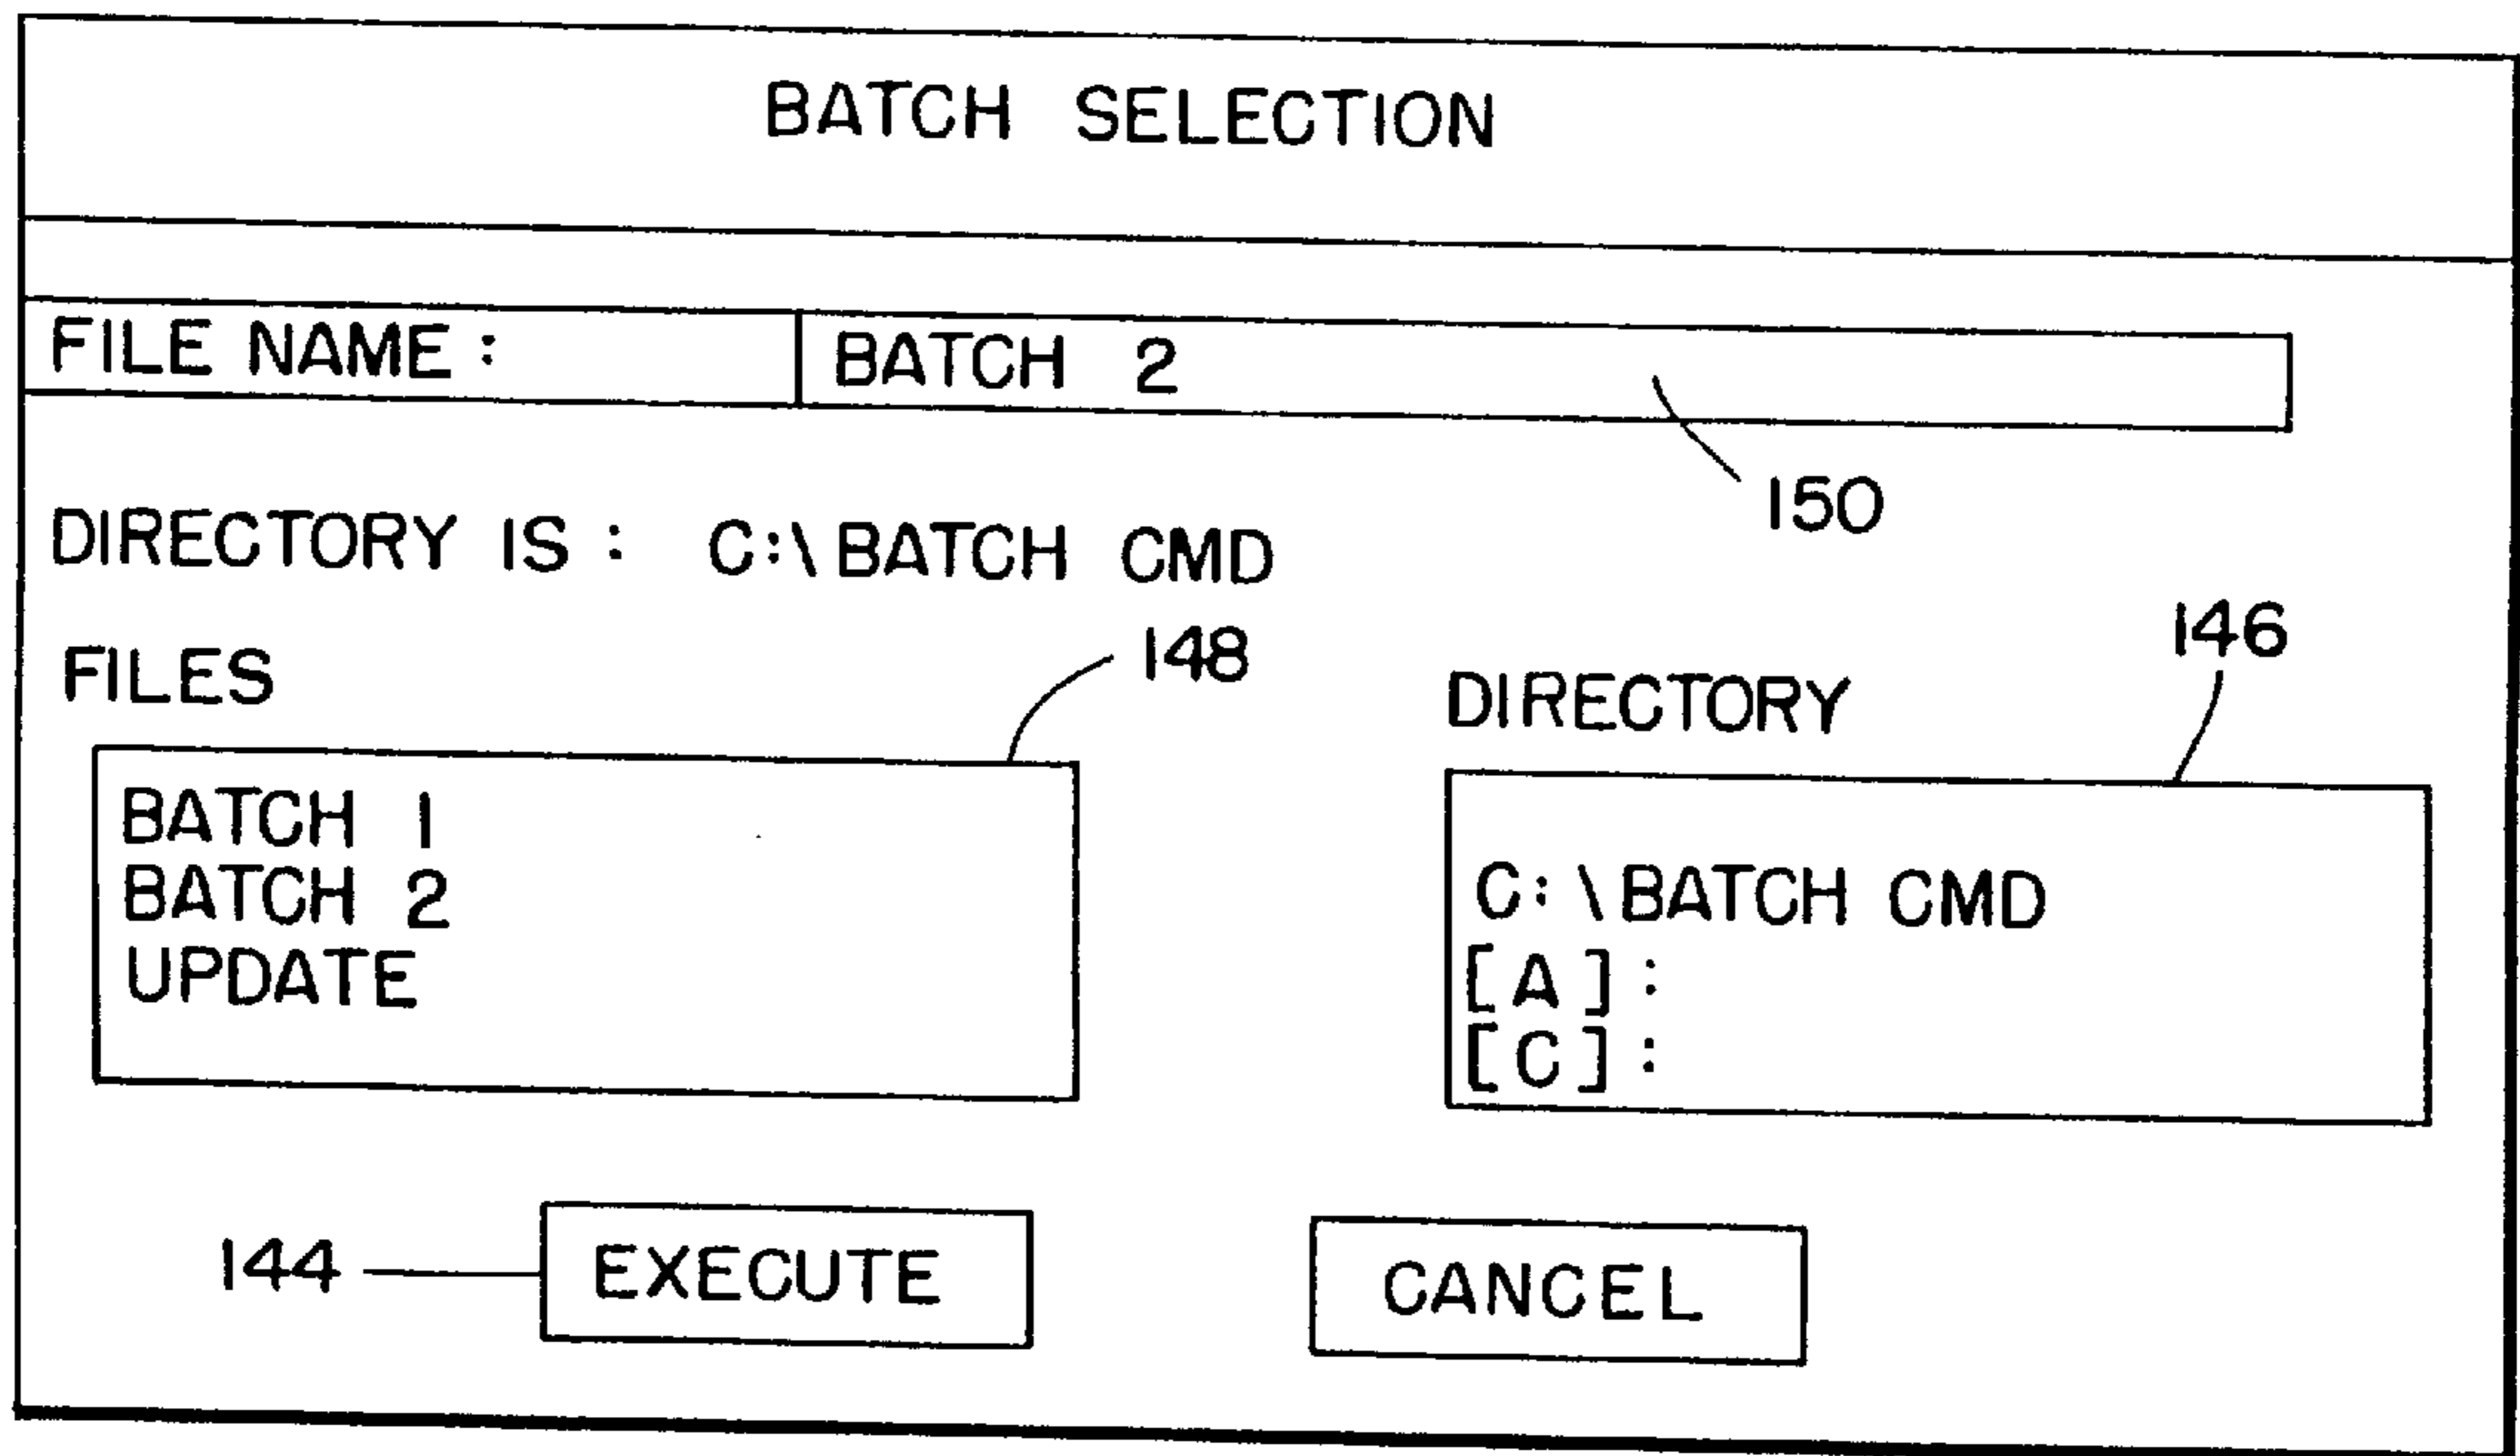 BATCH SELECTION
FILE NAME: BATCH 2
150
DIRECTORY IS: C:\BATCH CMD
FILES
148
DIRECTORY
146
BATCH 1
BATCH 2
UPDATE
C:\BATCH CMD
[A]:
[C]:
144
EXECUTE
CANCEL